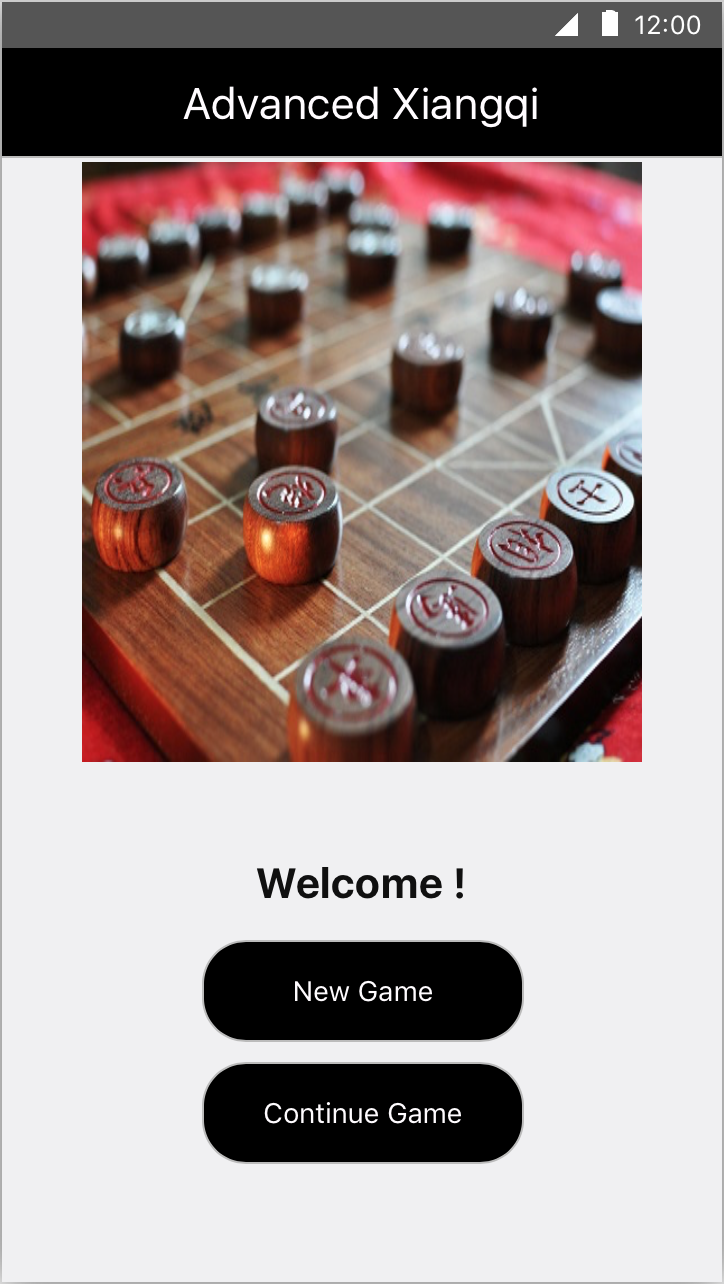 12:00
Advanced Xiangqi
Welcome !
New Game
Continue Game